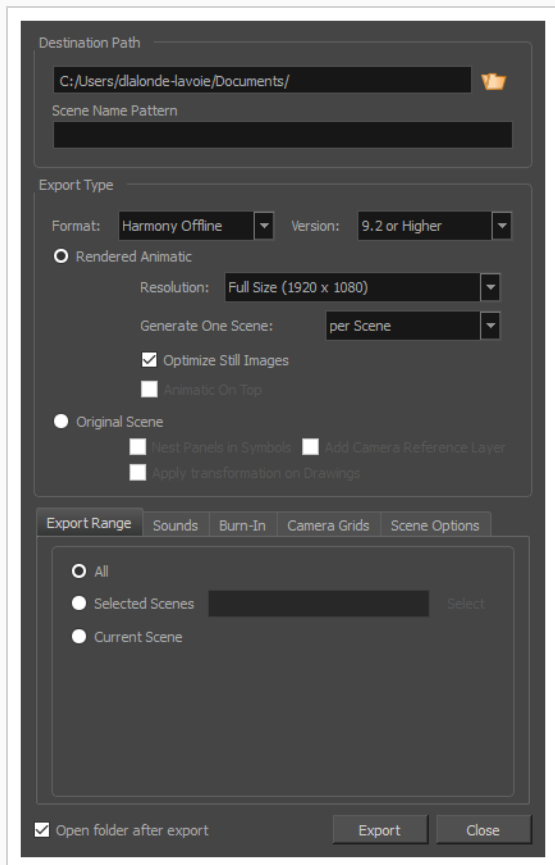 Destination Path
C:/Users/dlalonde-lavoie/Documents/
Scene Name Pattern
Export Type
Format: Harmony Offline Version: 9.2 or Higher
Rendered Animatic
Resolution: Full Size (1920 x 1080)
Generate One Scene: per Scene
Optimize Still Images
Animatic On Top
Original Scene
Nest Panels in Symbols Add Camera Reference Layer
Apply transformation on Drawings
Export Range Sounds Burn-In Camera Grids Scene Options
All
Selected Scenes Select
Current Scene
Open folder after export Export Close